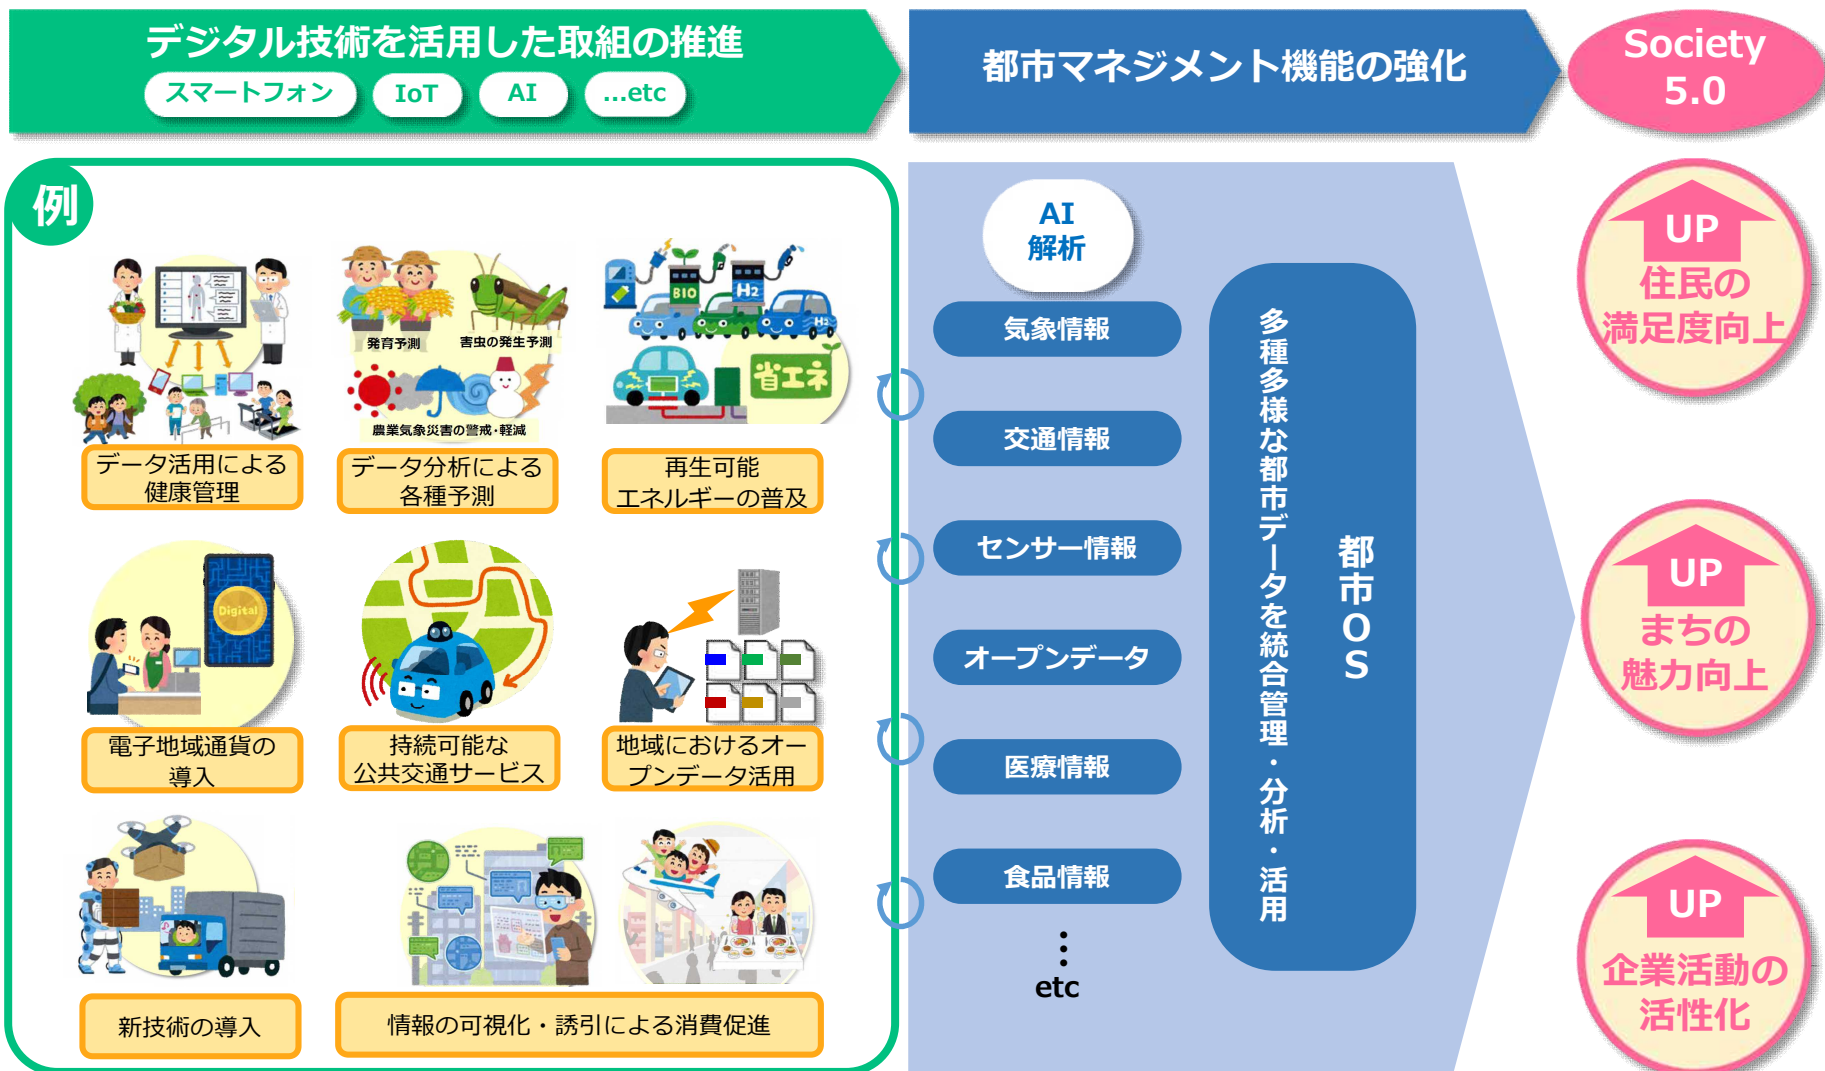 デジタル技術を活用した取組の推進
スマートフォン
IoT
AI
...etc
都市マネジメント機能の強化
Society
5.0
例
発育予測
害虫の発生予測
農業気象災害の警戒・軽減
BIO
H2
H2
省エネ
データ活用による
健康管理
データ分析による
各種予測
再生可能
エネルギーの普及
Digital
電子地域通貨の
導入
持続可能な
公共交通サービス
地域におけるオー
プンデータ活用
新技術の導入
情報の可視化・誘引による消費促進
AI
解析
気象情報
交通情報
センサー情報
オープンデータ
医療情報
食品情報
⋮
etc
都市OS
多種多様な都市データを統合管理・分析・活用
UP
住民の
満足度向上
UP
まちの
魅力向上
UP
企業活動の
活性化